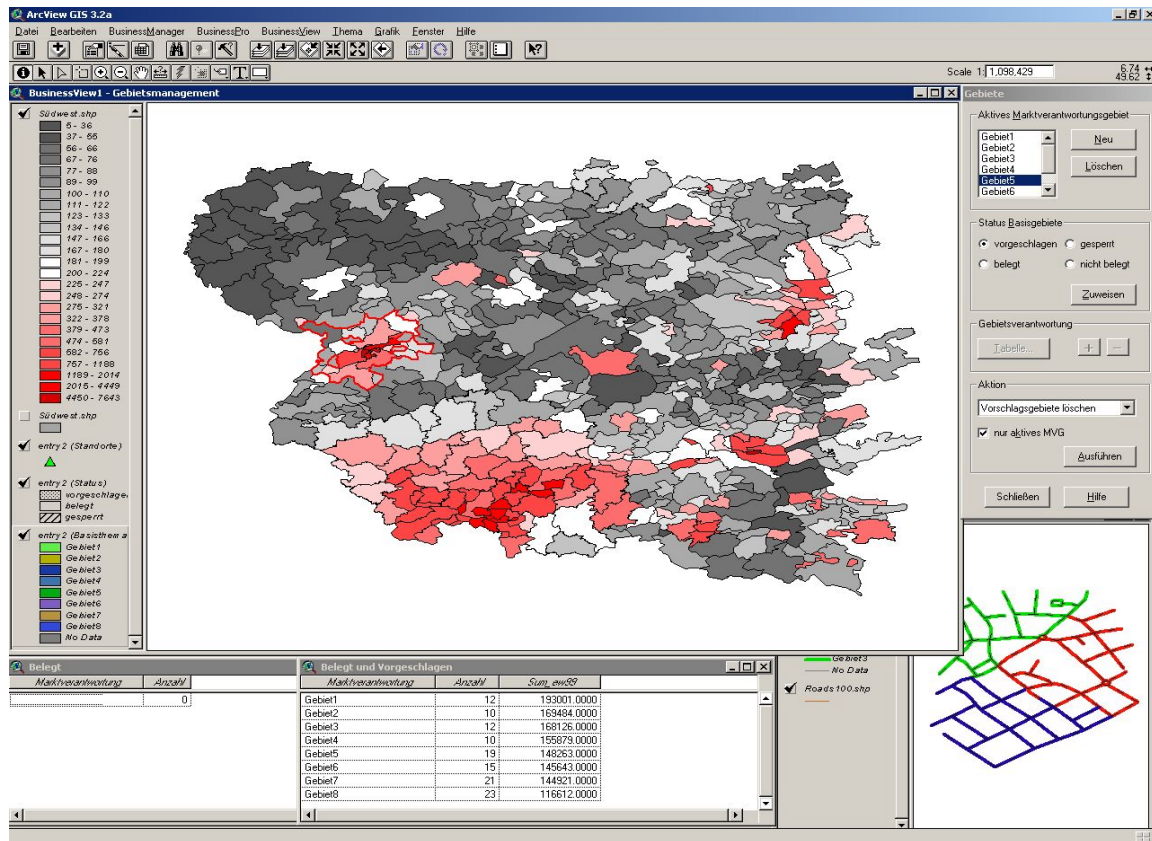 ArcView GIS 3.2a
Datei Bearbeiten BusinessManager BusinessPro BusinessView Thema Grafik Fenster Hilfe
Scale 1: 1,098,429
6.74
49.62
BusinessView1 - Gebietsmanagement
Südwest.shp
5 - 36
37 - 55
56 - 66
67 - 76
77 - 88
89 - 99
100 - 110
111 - 122
123 - 133
134 - 146
147 - 166
167 - 180
181 - 199
200 - 224
225 - 247
248 - 274
275 - 321
322 - 378
379 - 473
474 - 581
582 - 756
757 - 1188
1189 - 2014
2015 - 4449
4450 - 7643
Südwest.shp
entry2 (Standorte)
entry2 (Status)
vorgeschlage
belegt
gesperrt
entry2 (Basisthema
Gebiet1
Gebiet2
Gebiet3
Gebiet4
Gebiet5
Gebiet6
Gebiet7
Gebiet8
No Data
Gebiete
Aktives Marktverantwortungsgebiet
Gebiet1
Gebiet2
Gebiet3
Gebiet4
Gebiet5
Gebiet6
Neu
Löschen
Status Basisgebiete
vorgeschlagen gesperrt
belegt nicht belegt
Zuweisen
Gebietsverantwortung
Tabelle... + -
Aktion
Vorschlagsgebiete löschen
nur aktives MVG
Ausführen
Schließen Hilfe
Belegt
Marktverantwortung Anzahl
0
Belegt und Vorgeschlagen
Marktverantwortung Anzahl Sum_ew98
Gebiet1 12 193001.0000
Gebiet2 10 169484.0000
Gebiet3 12 168126.0000
Gebiet4 10 155879.0000
Gebiet5 19 148263.0000
Gebiet6 15 145643.0000
Gebiet7 21 144921.0000
Gebiet8 23 116612.0000
Gebiet3
No Data
Roads100.shp